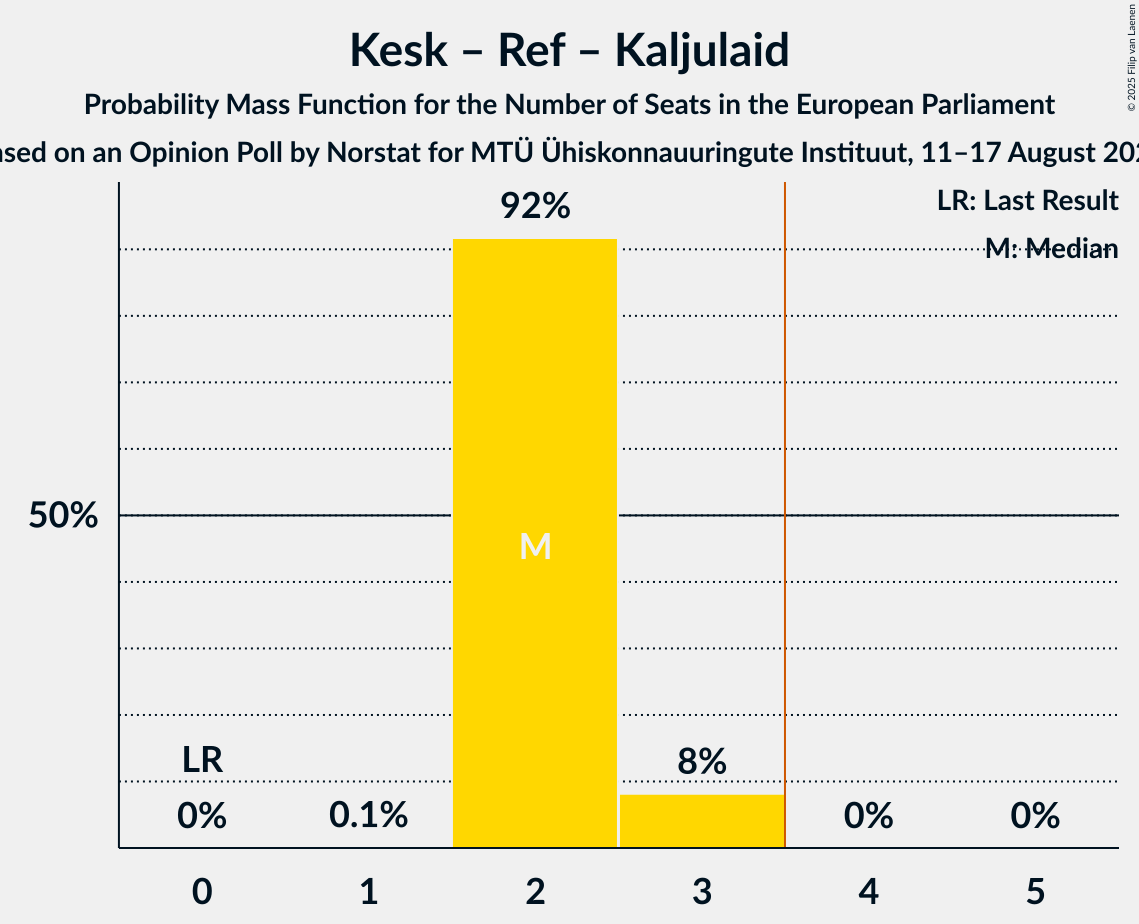 Kesk – Ref – Kaljulaid
Probability Mass Function for the Number of Seats in the European Parliament
on an Opinion Poll by Norstat for MTÜ Ühiskonnauuringute Instituut, 11–17 August
© 2025 Filip van Laenen
LR: Last Result
M: Median
92%
50%
M
LR
8%
0%
0.1%
0%
0%
0
1
2
3
4
5